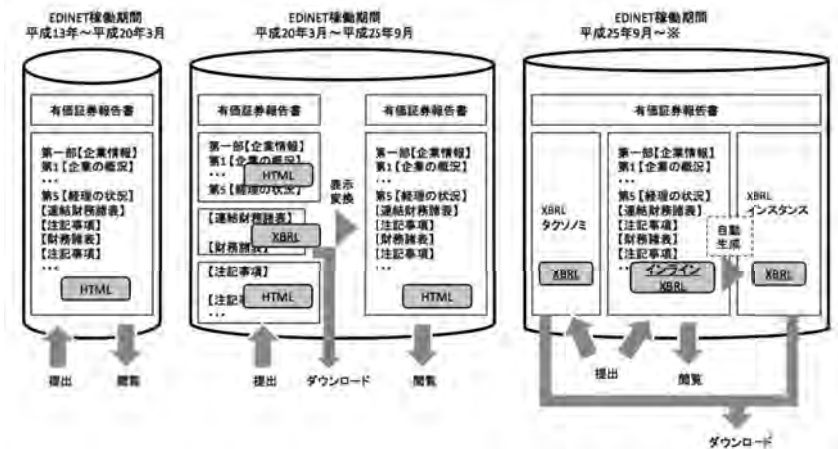 EDINET稼働期間
平成13年～平成20年3月
有価証券報告書
第一部【企業情報】
第1【企業の概況】
…
第5【経理の状況】
【連結財務諸表】
【注記事項】
【財務諸表】
【注記事項】
…
HTML
提出
閲覧
EDINET稼働期間
平成20年3月～平成25年9月
有価証券報告書
第一部【企業情報】
第1【企業の概況】
…
HTML
第5【経理の状況】
【連結財務諸表】
XBRL
【財務諸表】
【注記事項】
HTML
【注記
…
表示
変換
有価証券報告書
第一部【企業情報】
第1【企業の概況】
…
第5【経理の状況】
【連結財務諸表】
【注記事項】
【財務諸表】
【注記事項】
…
HTML
提出
ダウンロード
閲覧
EDINET稼働期間
平成25年9月～※
有価証券報告書
XBRL
タクソノミ
XBRL
第一部【企業情報】
第1【企業の概況】
…
第5【経理の状況】
【連結財務諸表】
【注記事項】
【財務諸表】
【注記事項】
…
インライン
XBRL
自動
生成
XBRL
インスタンス
XBRL
提出
閲覧
ダウンロード